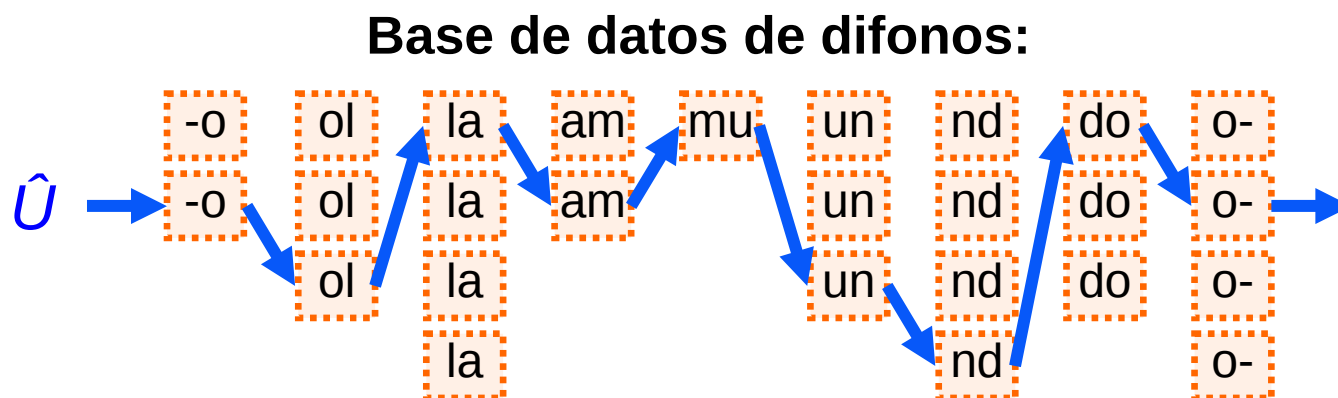 Base de datos de difonos:
-o ol la am mu un nd do o-
Û -o ol la am un nd do o-
ol la un nd do o-
la nd o-